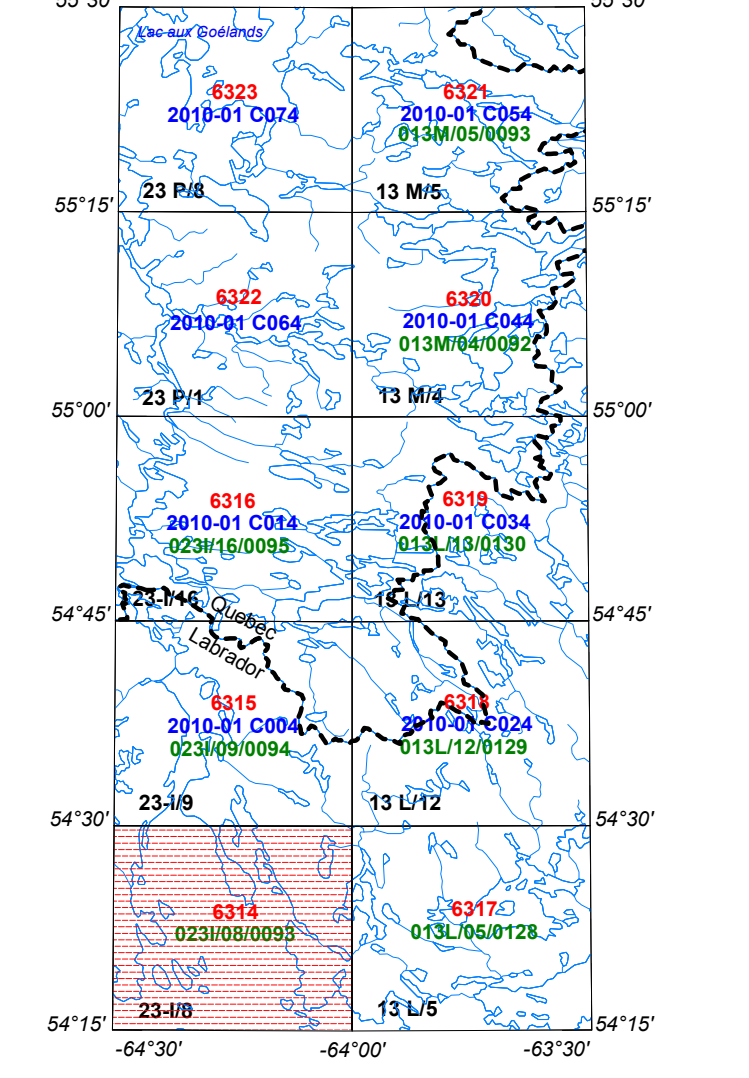 55°30' 55°30'
Lac aux Goélands
6323 6321
2010-01 C074 2010-01 C054
013M/05/0093
23 P/8 13 M/5
55°15' 55°15'
6322 6320
2010-01 C064 2010-01 C044
013M/04/0092
23 P/1 13 M/4
55°00' 55°00'
6316 6319
2010-01 C014 2010-01 C034
023I/16/0095 013L/13/0130
23-I/16 Quebec 13 L/13
54°45' Labrador 54°45'
6315 6318
2010-01 C004 2010-01 C024
023I/09/0094 013L/12/0129
23-I/9 13 L/12
54°30' 54°30'
6314 6317
023I/08/0093 013L/05/0128
23-I/8 13 L/5
54°15' 54°15'
-64°30' -64°00' -63°30'